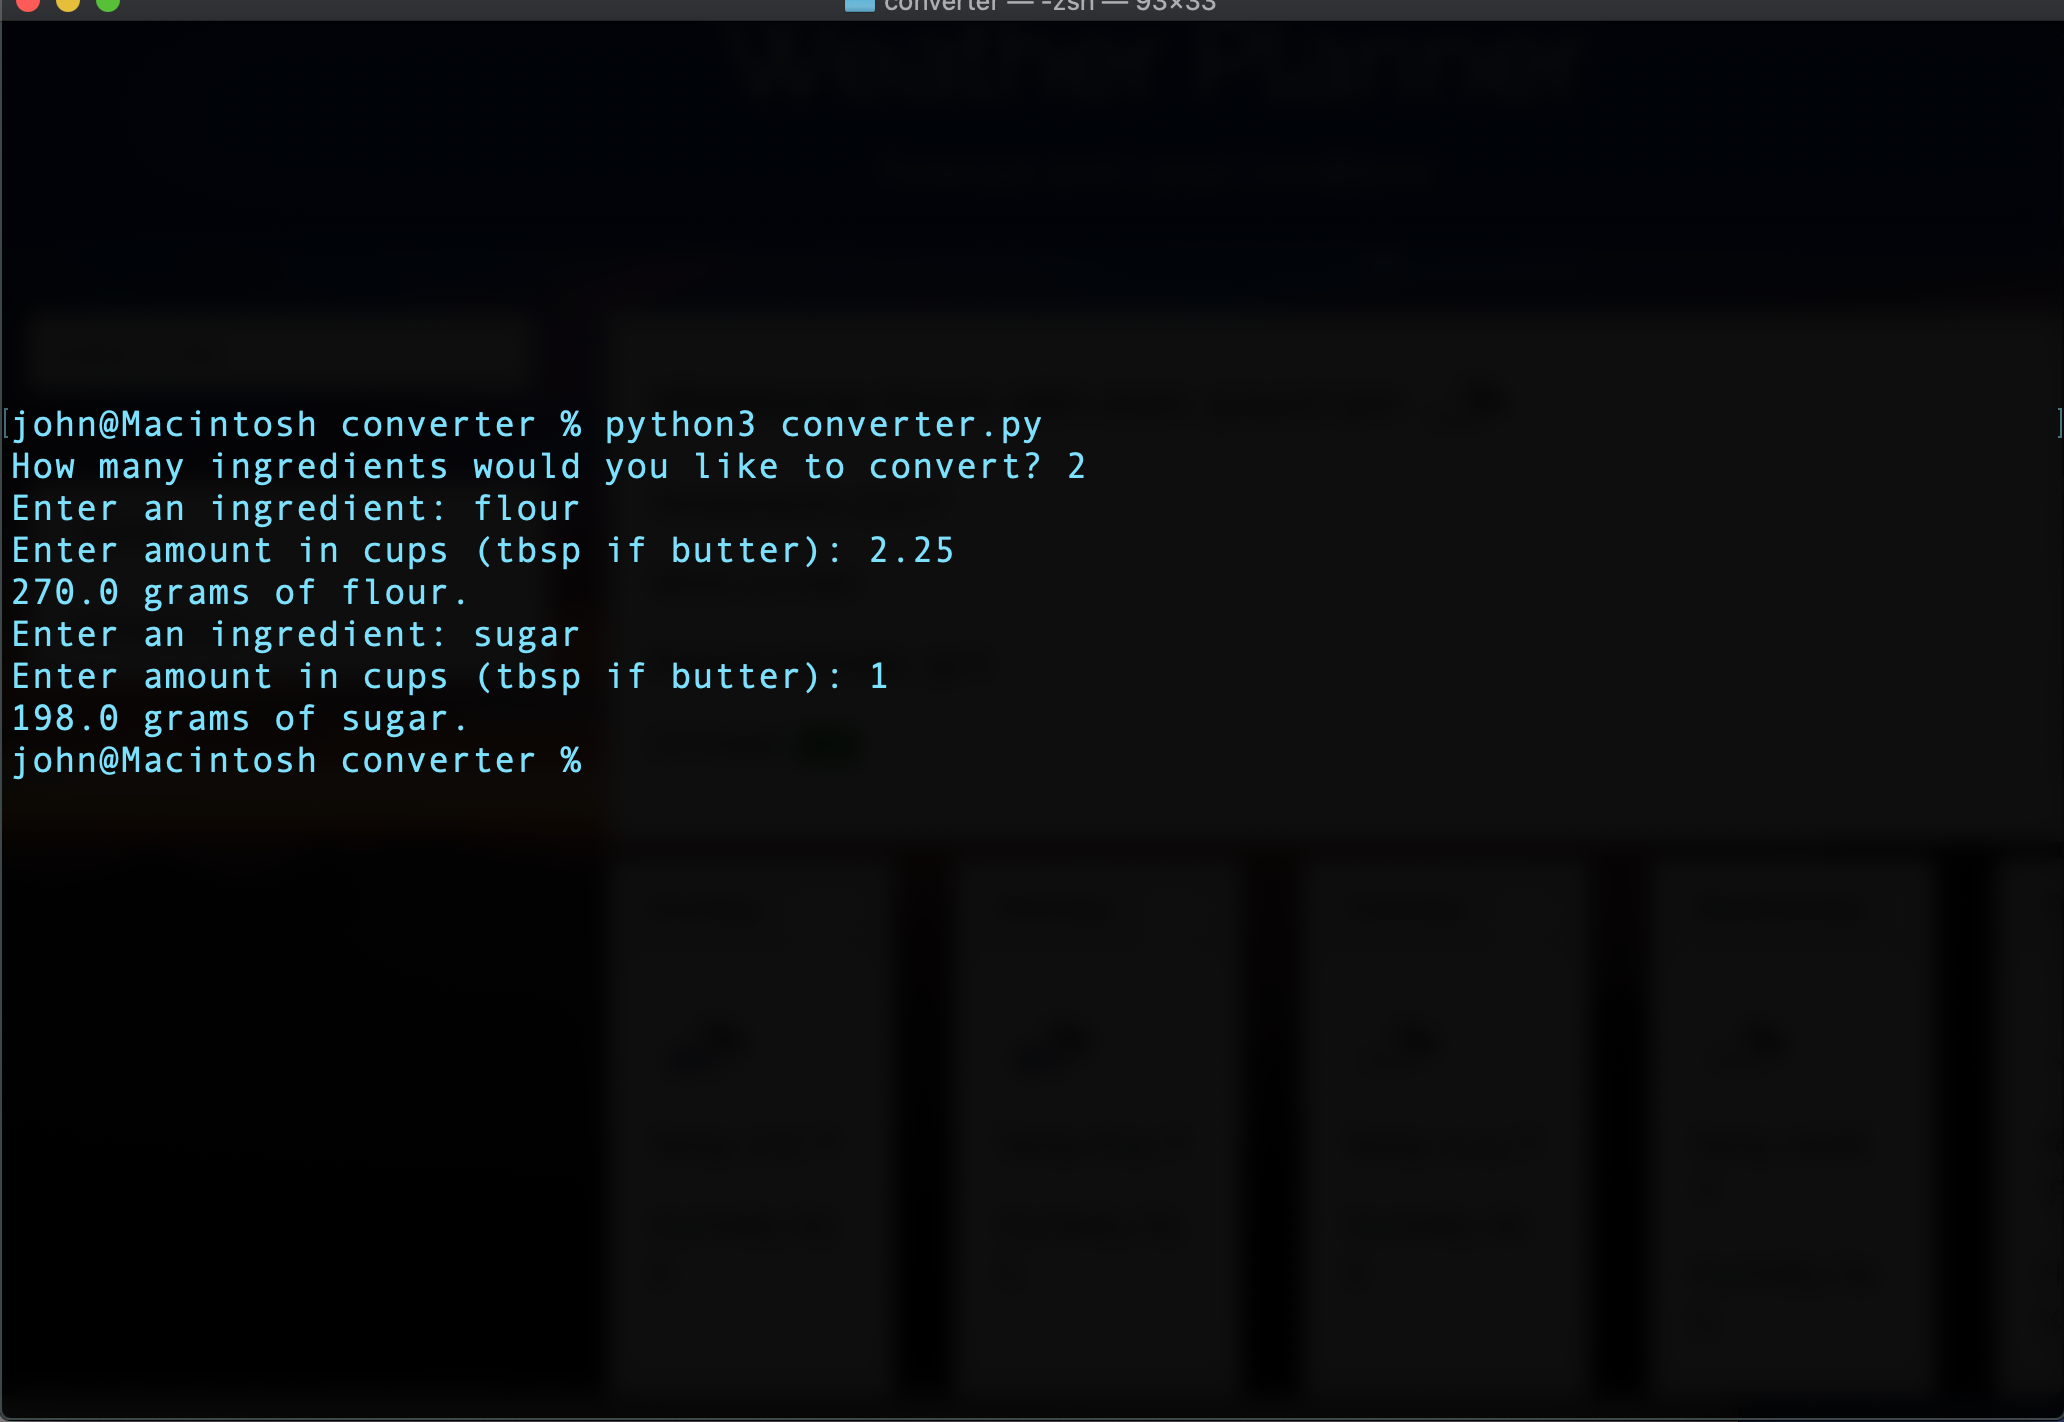 converter — -zsh — 93×33
Weather Planner
john@Macintosh converter % python3 converter.py
How many ingredients would you like to convert? 2
Enter an ingredient: flour
Enter amount in cups (tbsp if butter): 2.25
270.0 grams of flour.
Enter an ingredient: sugar
Enter amount in cups (tbsp if butter): 1
198.0 grams of sugar.
john@Macintosh converter %